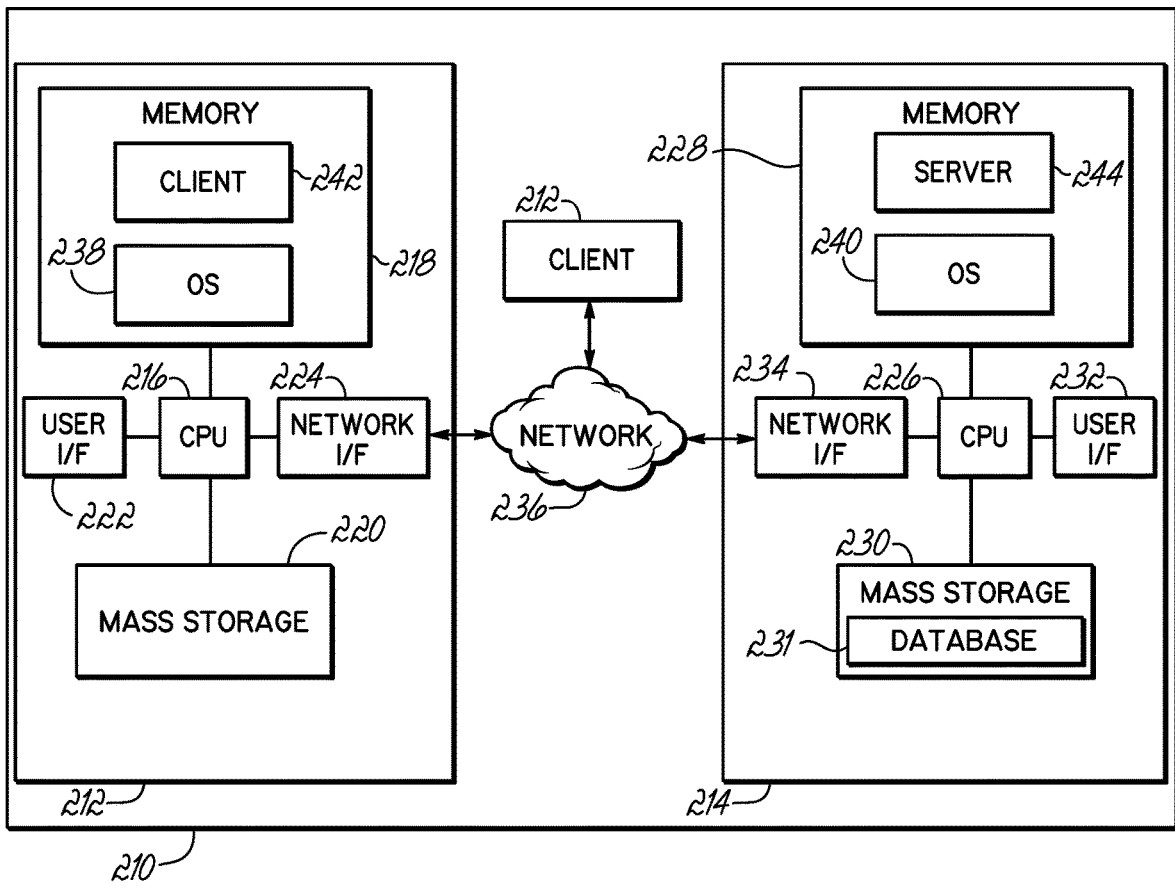 MEMORY
CLIENT
242
238
OS
218
216
224
USER
I/F
CPU
NETWORK
I/F
222
220
MASS STORAGE
212
210
212
CLIENT
NETWORK
236
MEMORY
228
SERVER
244
240
OS
234
226
232
NETWORK
I/F
CPU
USER
I/F
230
MASS STORAGE
231
DATABASE
214